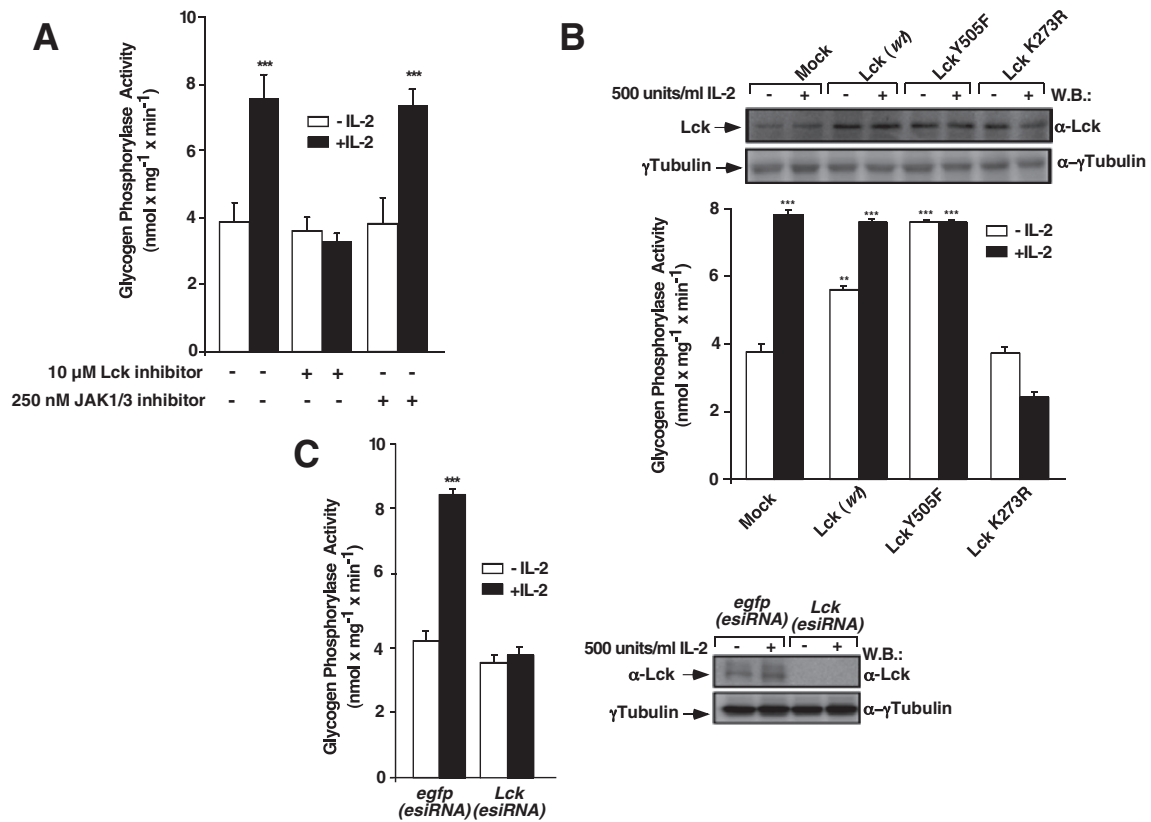 A
10
8
6
4
2
0
Glycogen Phosphorylase Activity
(nmol x mg-1 x min-1)
***
***
- IL-2
+IL-2
10 µM Lck inhibitor - - + + - -
250 nM JAK1/3 inhibitor - - - - + +
B
Mock
Lck (wt)
Lck Y505F
Lck K273R
500 units/ml IL-2 - + - + - + - + W.B.:
Lck α-Lck
γTubulin α-γTubulin
8
6
4
2
0
Glycogen Phosphorylase Activity
(nmol x mg-1 x min-1)
***
**
***
***
***
- IL-2
+IL-2
Mock
Lck (wt)
Lck Y505F
Lck K273R
C
10
8
6
4
2
0
Glycogen Phosphorylase Activity
(nmol x mg-1 x min-1)
***
- IL-2
+IL-2
egfp Lck
(esiRNA) (esiRNA)
egfp Lck
(esiRNA) (esiRNA)
500 units/ml IL-2 - + - + W.B.:
α-Lck α-Lck
γTubulin α-γTubulin